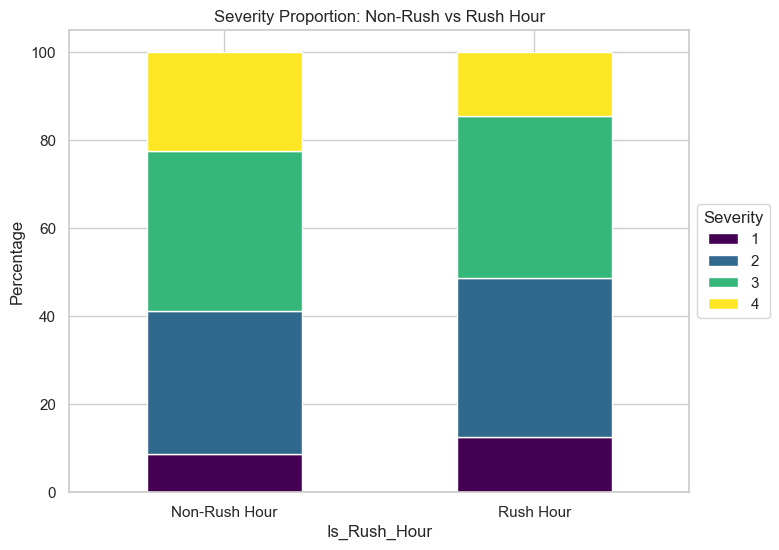 Severity Proportion: Non-Rush vs Rush Hour
100
80
60
40
20
0
Percentage
Non-Rush Hour
Rush Hour
Is_Rush_Hour
Severity
1
2
3
4